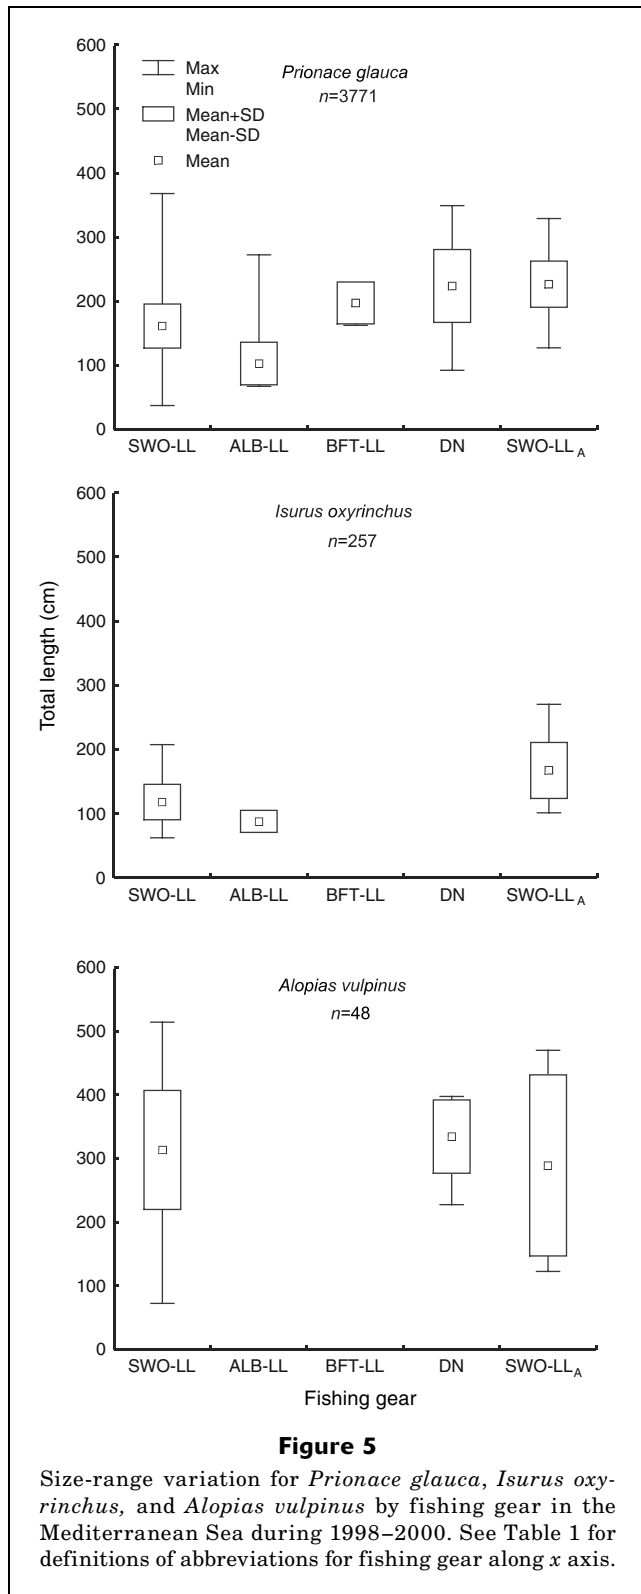 600
500
400
300
200
100
0
Max
Min
Mean+SD
Mean-SD
Mean
Prionace glauca
n=3771
SWO-LL ALB-LL BFT-LL DN SWO-LL A
600
500
400
300
200
100
0
Isurus oxyrinchus
n=257
SWO-LL ALB-LL BFT-LL DN SWO-LL A
Total length (cm)
600
500
400
300
200
100
0
Alopias vulpinus
n=48
SWO-LL ALB-LL BFT-LL DN SWO-LL A
Fishing gear
Figure 5
Size-range variation for Prionace glauca, Isurus oxy-
rinchus, and Alopias vulpinus by fishing gear in the
Mediterranean Sea during 1998–2000. See Table 1 for
definitions of abbreviations for fishing gear along x axis.